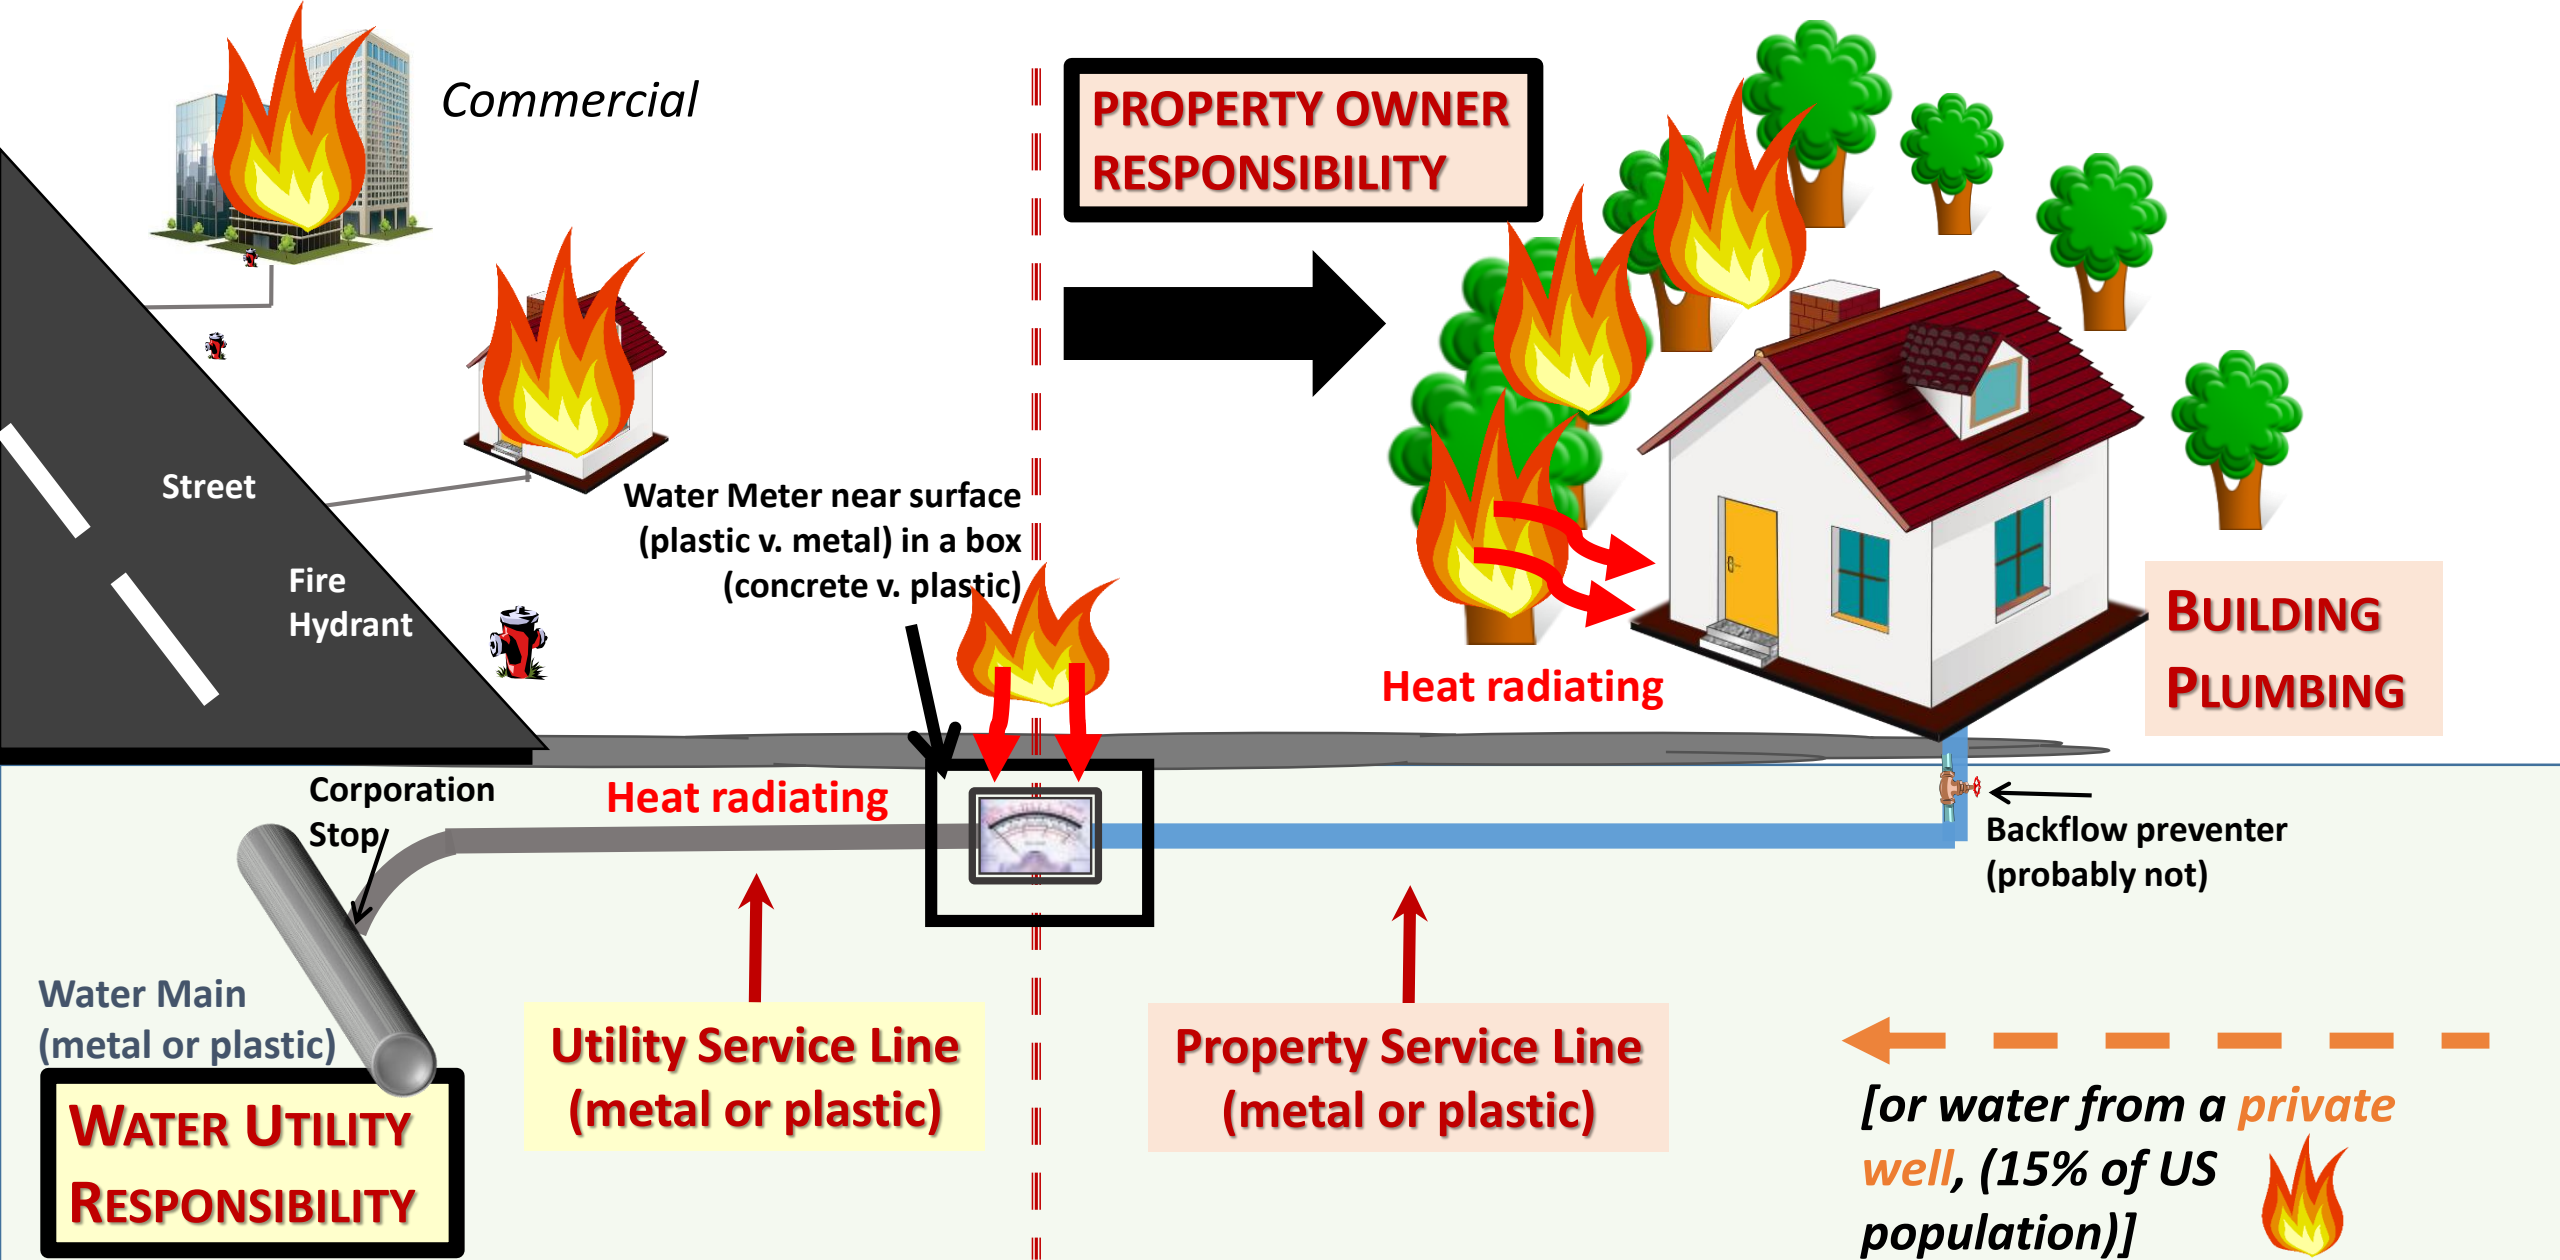 Commercial
PROPERTY OWNER
RESPONSIBILITY
Street
Water Meter near surface
(plastic v. metal) in a box
(concrete v. plastic)
Fire
Hydrant
Heat radiating
BUILDING
PLUMBING
Corporation
Stop
Heat radiating
Backflow preventer
(probably not)
Water Main
(metal or plastic)
Utility Service Line
(metal or plastic)
Property Service Line
(metal or plastic)
WATER UTILITY
RESPONSIBILITY
[or water from a private
well, (15% of US
population)]